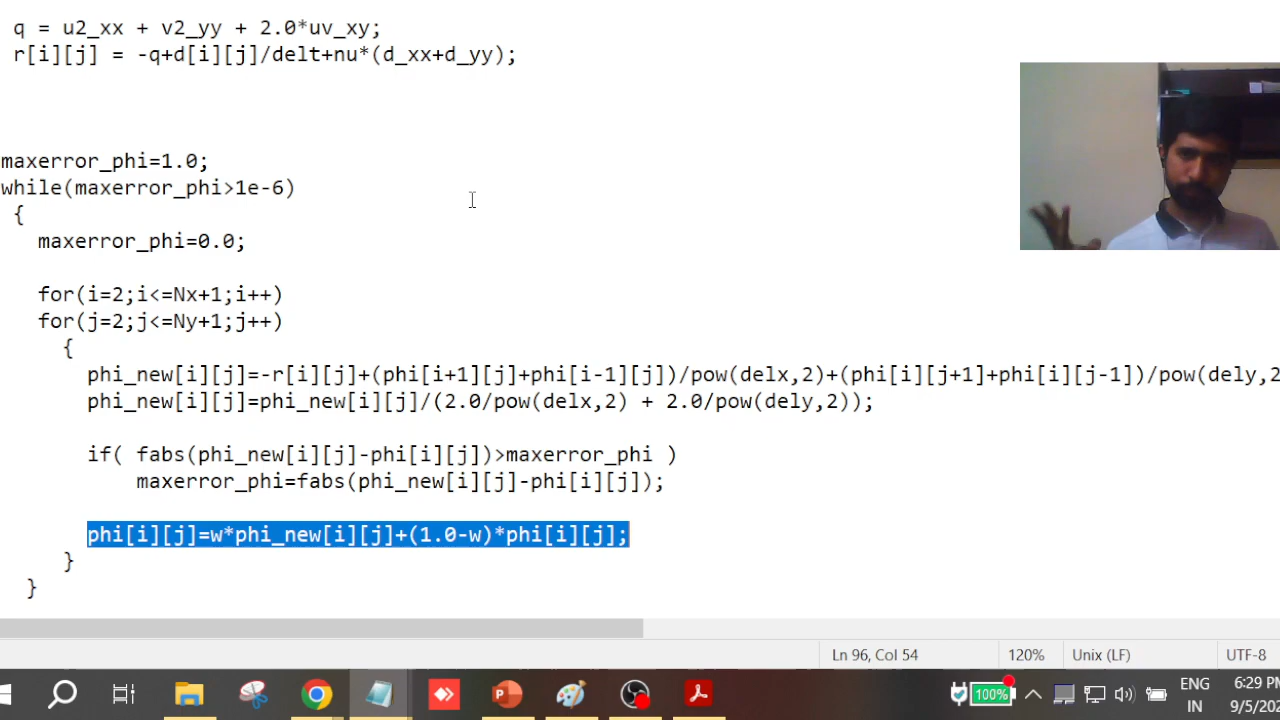 q = u2_xx + v2_yy + 2.0*uv_xy;
r[i][j] = -q+d[i][j]/delt+nu*(d_xx+d_yy);
maxerror_phi=1.0;
while(maxerror_phi>1e-6)
{
maxerror_phi=0.0;
for(i=2;i<=Nx+1;i++)
for(j=2;j<=Ny+1;j++)
{
phi_new[i][j]=-r[i][j]+(phi[i+1][j]+phi[i-1][j])/pow(delx,2)+(phi[i][j+1]+phi[i][j-1])/pow(dely,2
phi_new[i][j]=phi_new[i][j]/(2.0/pow(delx,2) + 2.0/pow(dely,2));
if( fabs(phi_new[i][j]-phi[i][j])>maxerror_phi )
maxerror_phi=fabs(phi_new[i][j]-phi[i][j]);
phi[i][j]=w*phi_new[i][j]+(1.0-w)*phi[i][j];
}
}
Ln 96, Col 54 120% Unix (LF) UTF-8
100% ENG 6:29 PM
IN 9/5/202